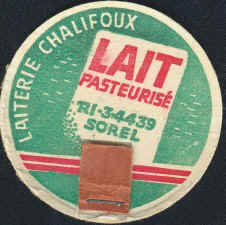 LAITERIE CHALIFOUX
LAIT
PASTEURISÉ
RI-3-4439
SOREL